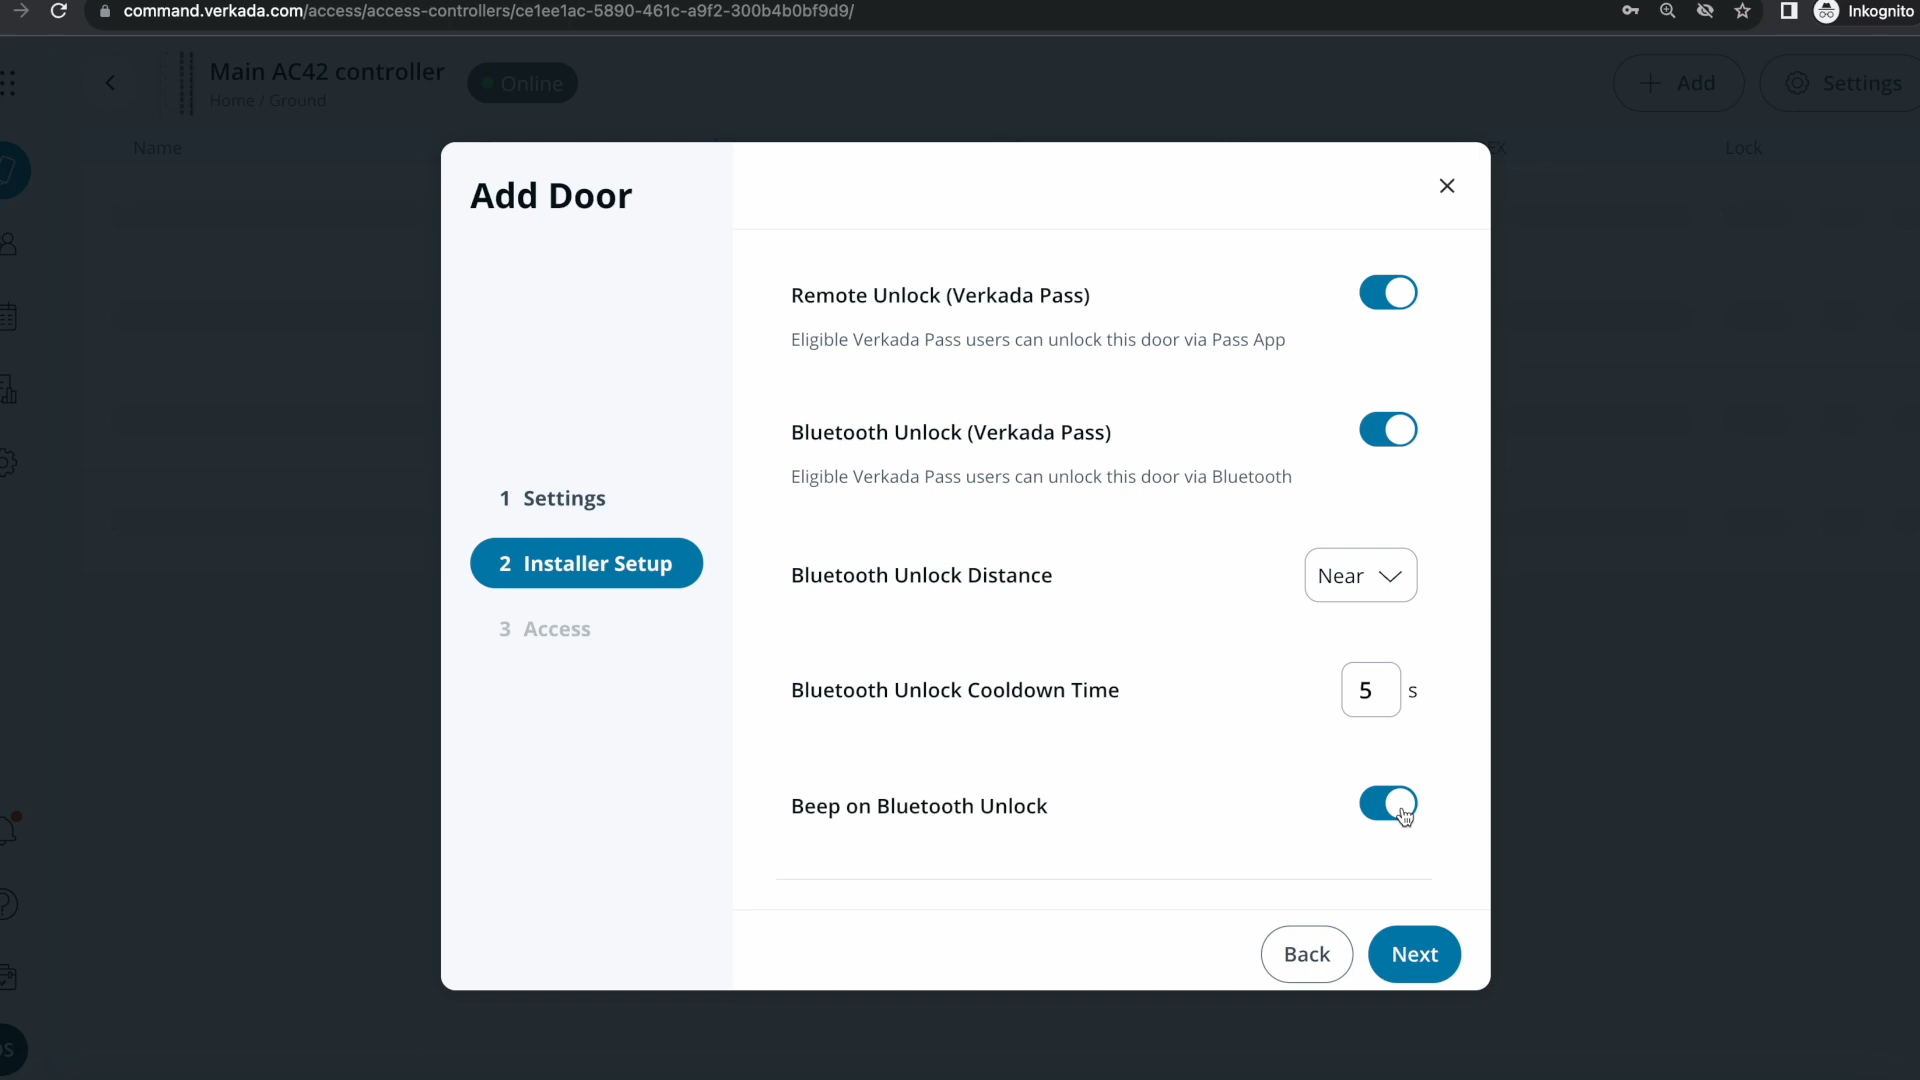 command.verkada.com/access/access-controllers/ce1ee1ac-5890-461c-a9f2-300b4b0bf9d9/
Inkognito
Main AC42 controller
Online
Home / Ground
Add
Settings
Name
Lock
Add Door
Remote Unlock (Verkada Pass)
Eligible Verkada Pass users can unlock this door via Pass App
Bluetooth Unlock (Verkada Pass)
Eligible Verkada Pass users can unlock this door via Bluetooth
1 Settings
2 Installer Setup
3 Access
Bluetooth Unlock Distance
Near
Bluetooth Unlock Cooldown Time
5 s
Beep on Bluetooth Unlock
Back
Next